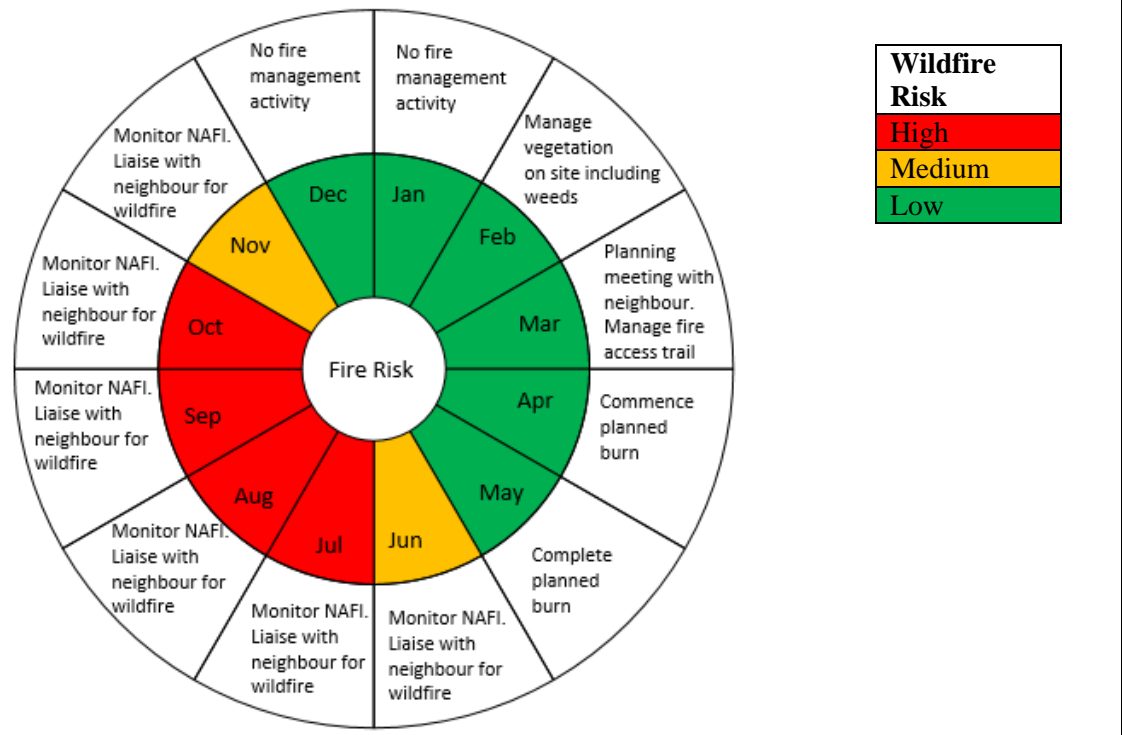 No fire
management
activity
No fire
management
activity
Manage
vegetation
on site including
weeds
Planning
meeting with
neighbour.
Manage fire
access trail
Commence
planned
burn
Complete
planned
burn
Monitor NAFI.
Liaise with
neighbour for
wildfire
Monitor NAFI.
Liaise with
neighbour for
wildfire
Monitor NAFI.
Liaise with
neighbour for
wildfire
Monitor NAFI.
Liaise with
neighbour for
wildfire
Monitor NAFI.
Liaise with
neighbour for
wildfire
Monitor NAFI.
Liaise with
neighbour for
wildfire
Dec
Jan
Feb
Mar
Apr
May
Jun
Jul
Aug
Sep
Oct
Nov
Fire Risk
Wildfire
Risk
High
Medium
Low